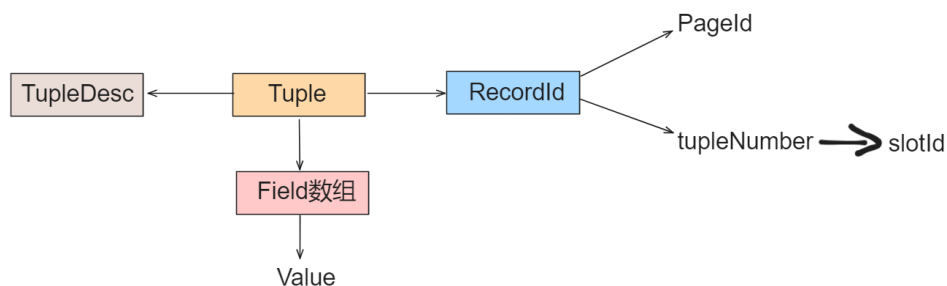 PageId
TupleDesc
Tuple
RecordId
tupleNumber
slotId
Field数组
Value